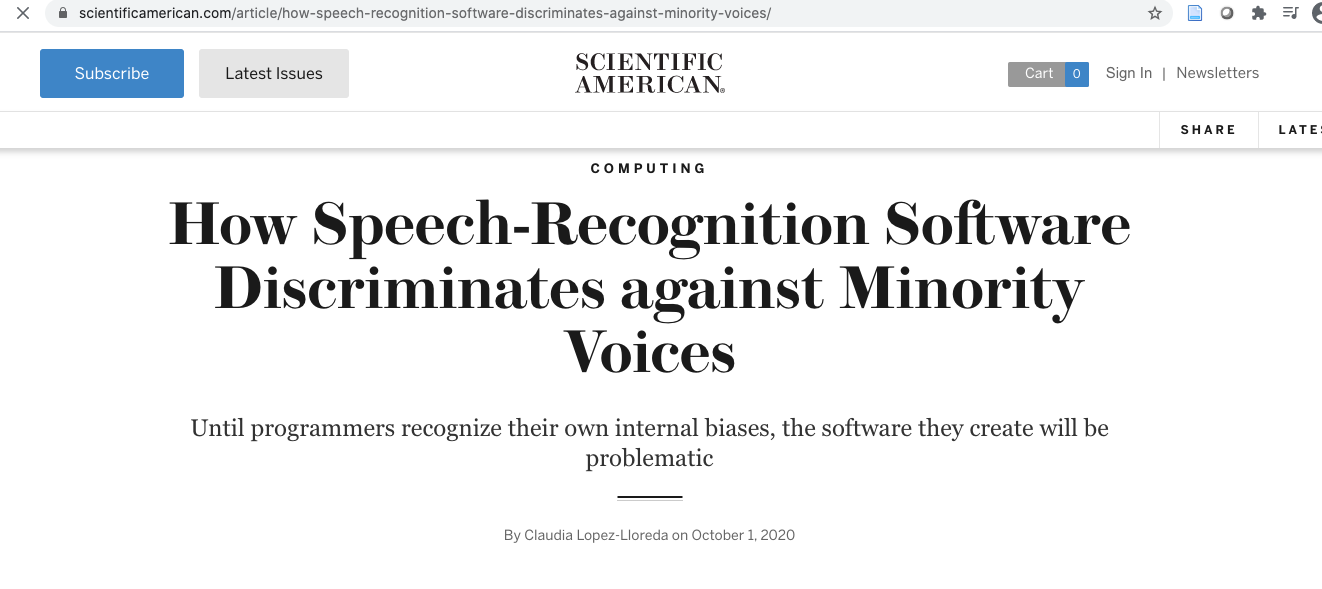 scientificamerican.com/article/how-speech-recognition-software-discriminates-against-minority-voices/
Subscribe
Latest Issues
SCIENTIFIC
AMERICAN®
Cart 0
Sign In | Newsletters
SHARE
LATES
COMPUTING
How Speech-Recognition Software
Discriminates against Minority
Voices
Until programmers recognize their own internal biases, the software they create will be
problematic
By Claudia Lopez-Lloreda on October 1, 2020